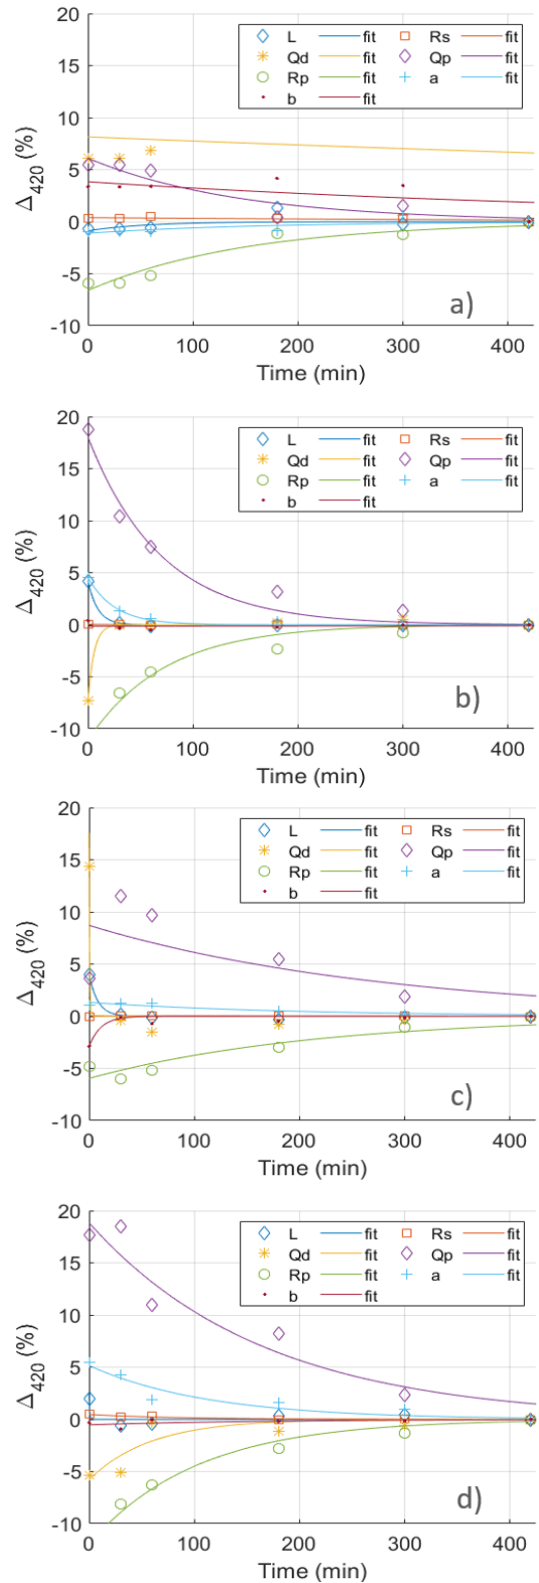 20
15
10
5
0
-5
-10
Δ420 (%)
L fit Rs fit
Qd fit Qp fit
Rp fit a fit
b fit
a)
0 100 200 300 400
Time (min)
20
15
10
5
0
-5
-10
Δ420 (%)
L fit Rs fit
Qd fit Qp fit
Rp fit a fit
b fit
b)
0 100 200 300 400
Time (min)
20
15
10
5
0
-5
-10
Δ420 (%)
L fit Rs fit
Qd fit Qp fit
Rp fit a fit
b fit
c)
0 100 200 300 400
Time (min)
20
15
10
5
0
-5
-10
Δ420 (%)
L fit Rs fit
Qd fit Qp fit
Rp fit a fit
b fit
d)
0 100 200 300 400
Time (min)